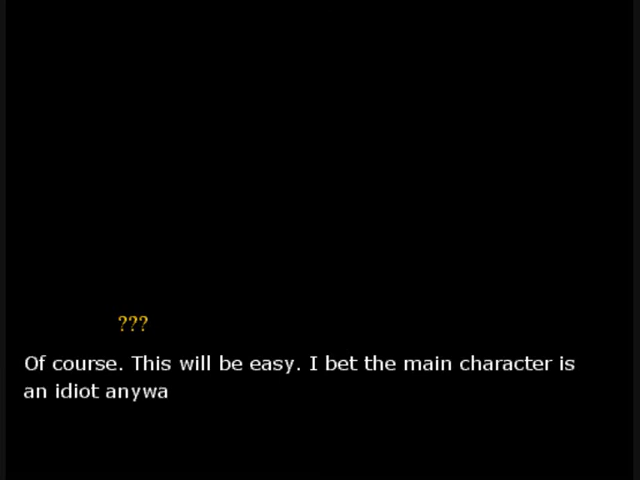 ???
Of course. This will be easy. I bet the main character is
an idiot anywa